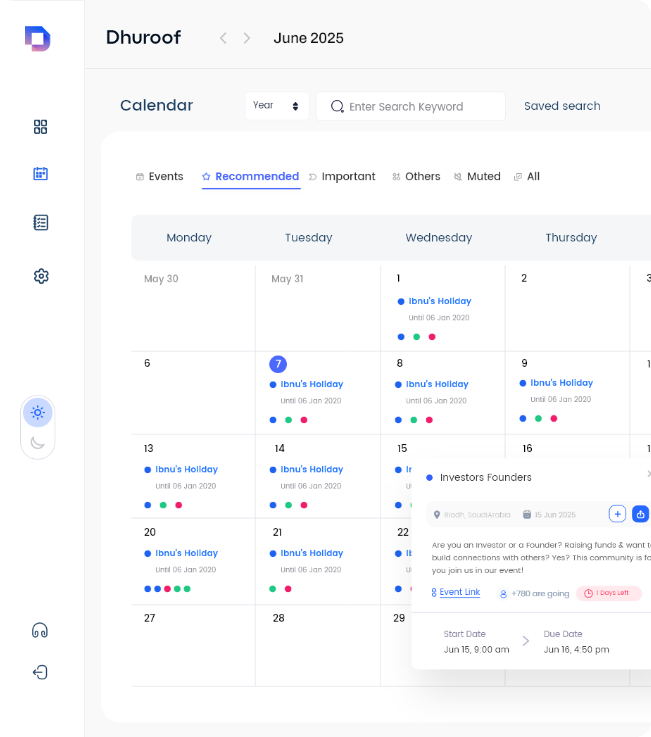 Dhuroof
June 2025
Calendar
Year
Enter Search Keyword
Saved search
Events
Recommended
Important
Others
Muted
All
Monday Tuesday Wednesday Thursday
May 30 May 31 1 2 3
Ibnu's Holiday
Until 06 Jan 2020
6 7 8 9 1
Ibnu's Holiday Ibnu's Holiday Ibnu's Holiday
Until 06 Jan 2020 Until 06 Jan 2020 Until 06 Jan 2020
13 14 15 16 1
Ibnu's Holiday Ibnu's Holiday
Until 06 Jan 2020 Until 06 Jan 2020
20 21 22
Ibnu's Holiday Ibnu's Holiday
Until 06 Jan 2020 Until 06 Jan 2020
27 28 29
Investors Founders
15 Jun 2025
Are you an Investor or a Founder? Raising funds & want t
build connections with others? Yes? This community is fo
you join us in our event!
Event Link
+780 are going
1 Days Left
Start Date Due Date
Jun 15, 9:00 am Jun 16, 4:50 pm